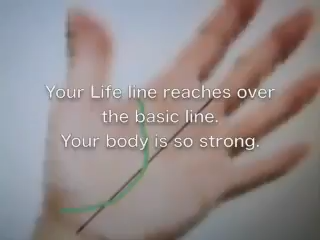 Your Life line reaches over
the basic line.
Your body is so strong.